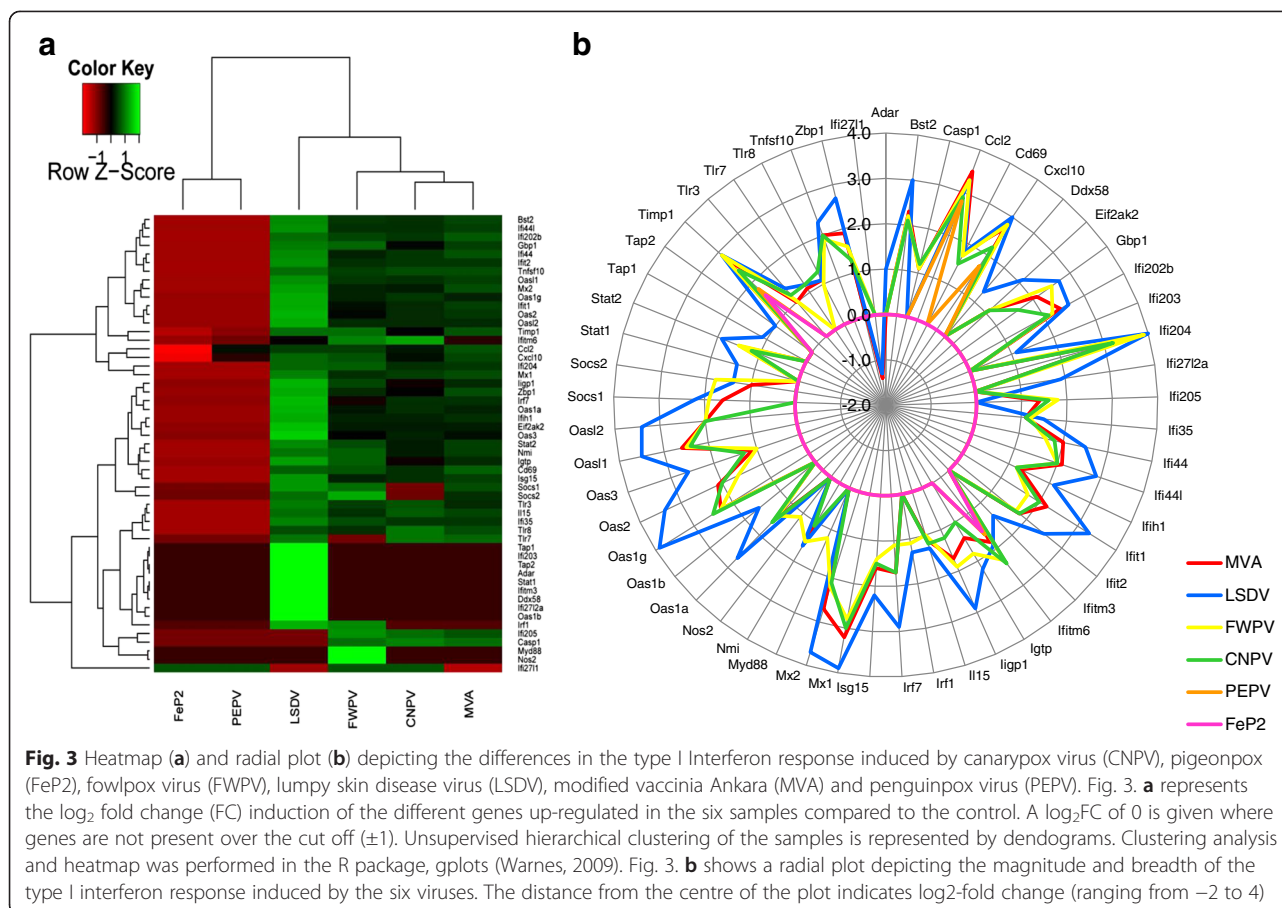 a
Color Key
−1 1
Row Z−Score
Bst2
Ifi44l
Ifi202b
Gbp1
Ifi44
Ifit2
Tnfsf10
Oasl1
Mx2
Oas1g
Ifit1
Oas2
Oasl2
Timp1
Ifitm6
Ccl2
Cxcl10
Ifi204
Mx1
Iigp1
Zbp1
Irf7
Oas1a
Ifih1
Eif2ak2
Oas3
Stat2
Nmi
Igtp
Cd69
Isg15
Socs1
Socs2
Tlr3
Il15
Ifi35
Tlr8
Tlr7
Tap1
Ifi203
Tap2
Adar
Stat1
Ifitm3
Ddx58
Ifi27l2a
Oas1b
Irf1
Ifi205
Casp1
Myd88
Nos2
Ifi27l1
FeP2
PEPV
LSDV
FWPV
CNPV
MVA
b
Adar
Bst2
Casp1
Ccl2
Cd69
Cxcl10
Ddx58
Eif2ak2
Gbp1
Ifi202b
Ifi203
Ifi204
Ifi27l2a
Ifi205
Ifi35
Ifi44
Ifi44l
Ifih1
Ifit1
Ifit2
Ifitm3
Ifitm6
Igtp
Iigp1
Il15
Irf1
Irf7
Isg15
Mx1
Mx2
Myd88
Nmi
Nos2
Oas1a
Oas1b
Oas1g
Oas2
Oas3
Oasl1
Oasl2
Socs1
Socs2
Stat1
Stat2
Tap1
Tap2
Timp1
Tlr3
Tlr7
Tlr8
Tnfsf10
Zbp1
Ifi27l1
4.0
3.0
2.0
1.0
0.0
-1.0
-2.0
MVA
LSDV
FWPV
CNPV
PEPV
FeP2
Fig. 3 Heatmap (a) and radial plot (b) depicting the differences in the type I Interferon response induced by canarypox virus (CNPV), pigeonpox
(FeP2), fowlpox virus (FWPV), lumpy skin disease virus (LSDV), modified vaccinia Ankara (MVA) and penguinpox virus (PEPV). Fig. 3. a represents
the log2 fold change (FC) induction of the different genes up-regulated in the six samples compared to the control. A log2FC of 0 is given where
genes are not present over the cut off (±1). Unsupervised hierarchical clustering of the samples is represented by dendograms. Clustering analysis
and heatmap was performed in the R package, gplots (Warnes, 2009). Fig. 3. b shows a radial plot depicting the magnitude and breadth of the
type I interferon response induced by the six viruses. The distance from the centre of the plot indicates log2-fold change (ranging from −2 to 4)